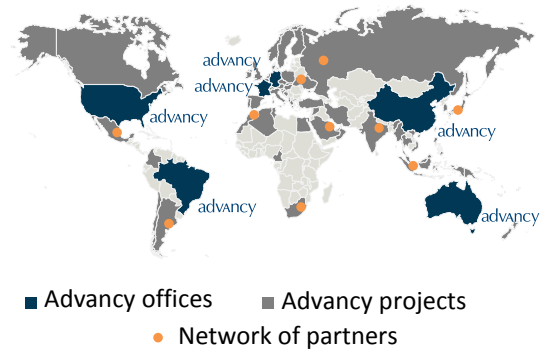 advancy
advancy
advancy
advancy
advancy
advancy
Advancy offices
Advancy projects
Network of partners